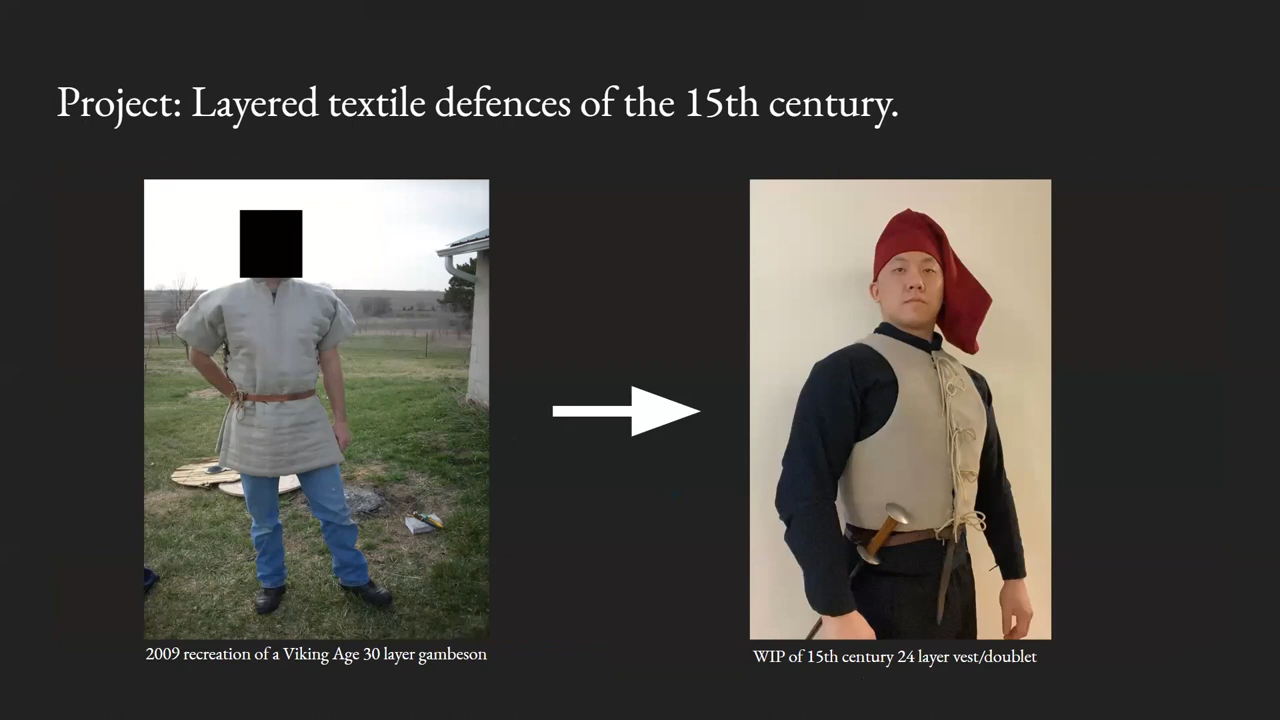 Project: Layered textile defences of the 15th century.
2009 recreation of a Viking Age 30 layer gambeson
WIP of 15th century 24 layer vest/doublet